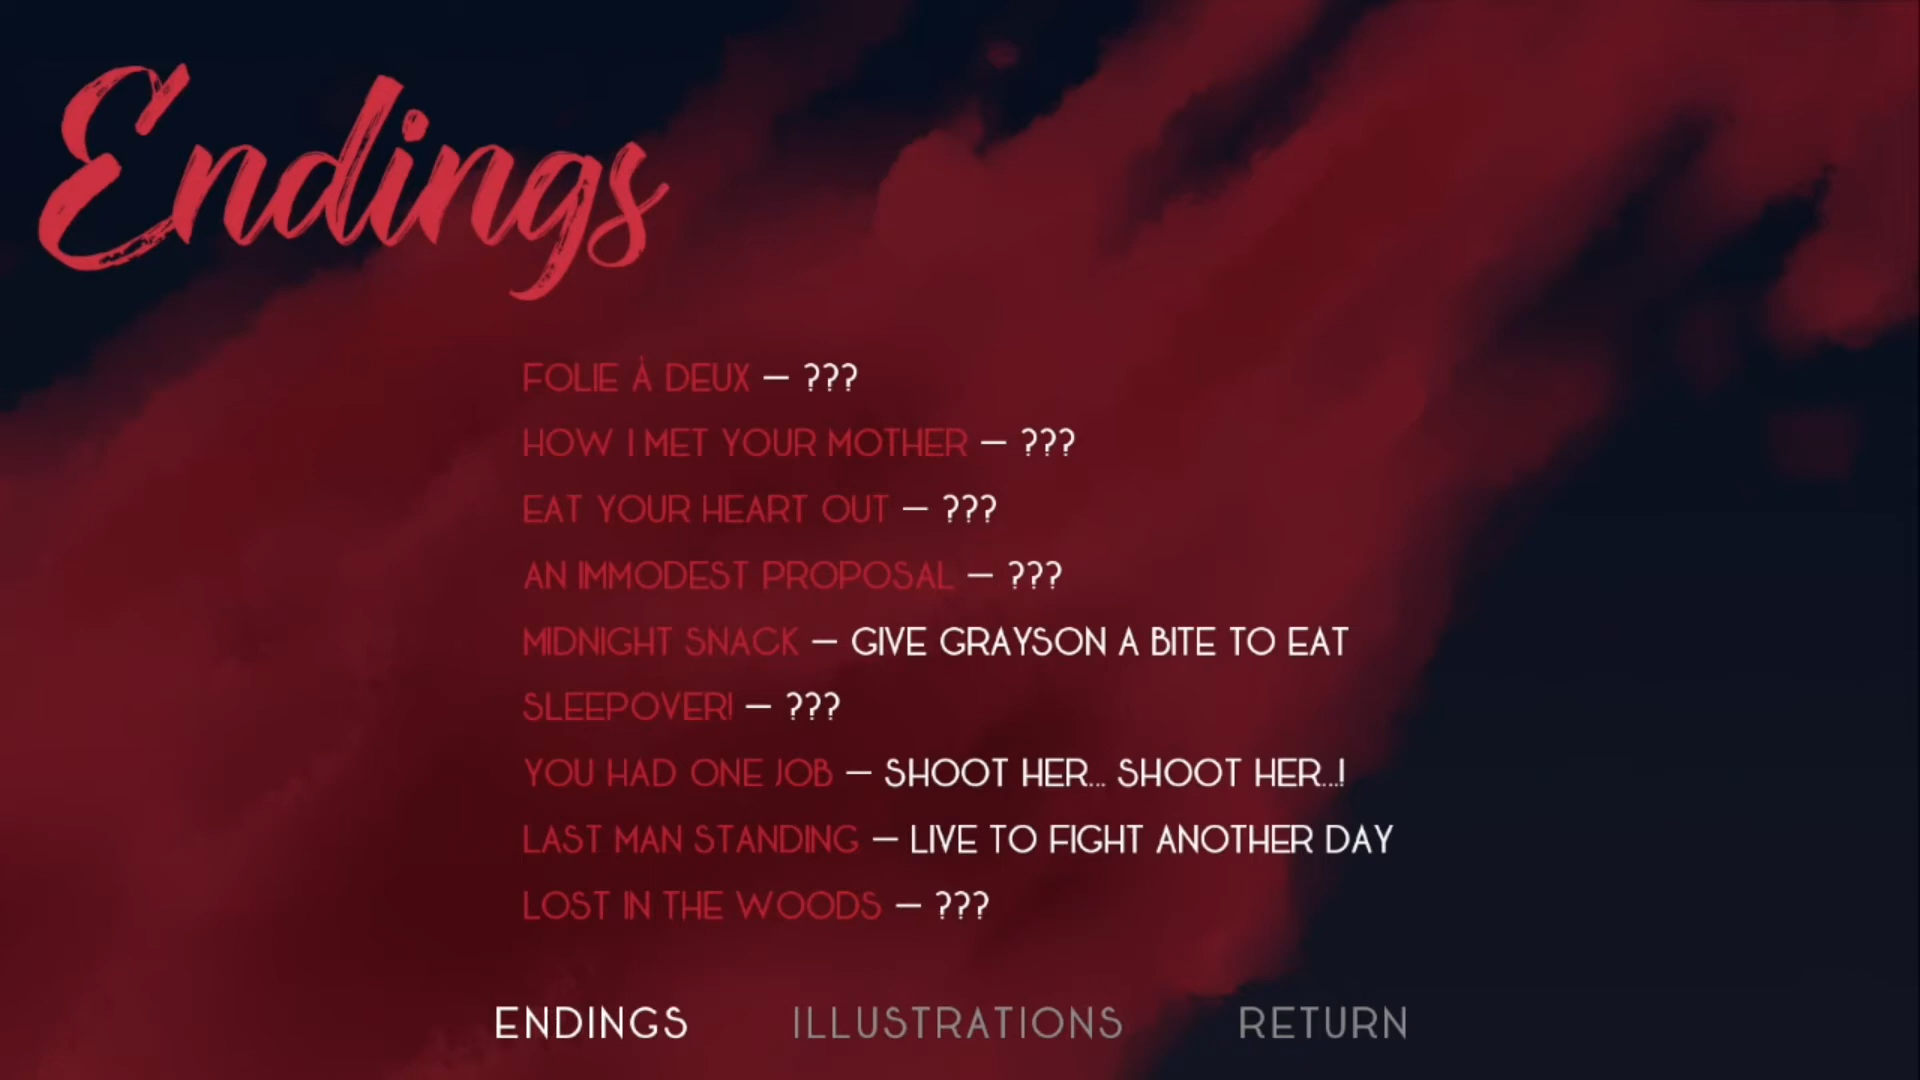 Endings
FOLIE À DEUX — ???
HOW I MET YOUR MOTHER — ???
EAT YOUR HEART OUT — ???
AN IMMODEST PROPOSAL — ???
MIDNIGHT SNACK — GIVE GRAYSON A BITE TO EAT
SLEEPOVER! — ???
YOU HAD ONE JOB — SHOOT HER... SHOOT HER...!
LAST MAN STANDING — LIVE TO FIGHT ANOTHER DAY
LOST IN THE WOODS — ???
ENDINGS ILLUSTRATIONS RETURN